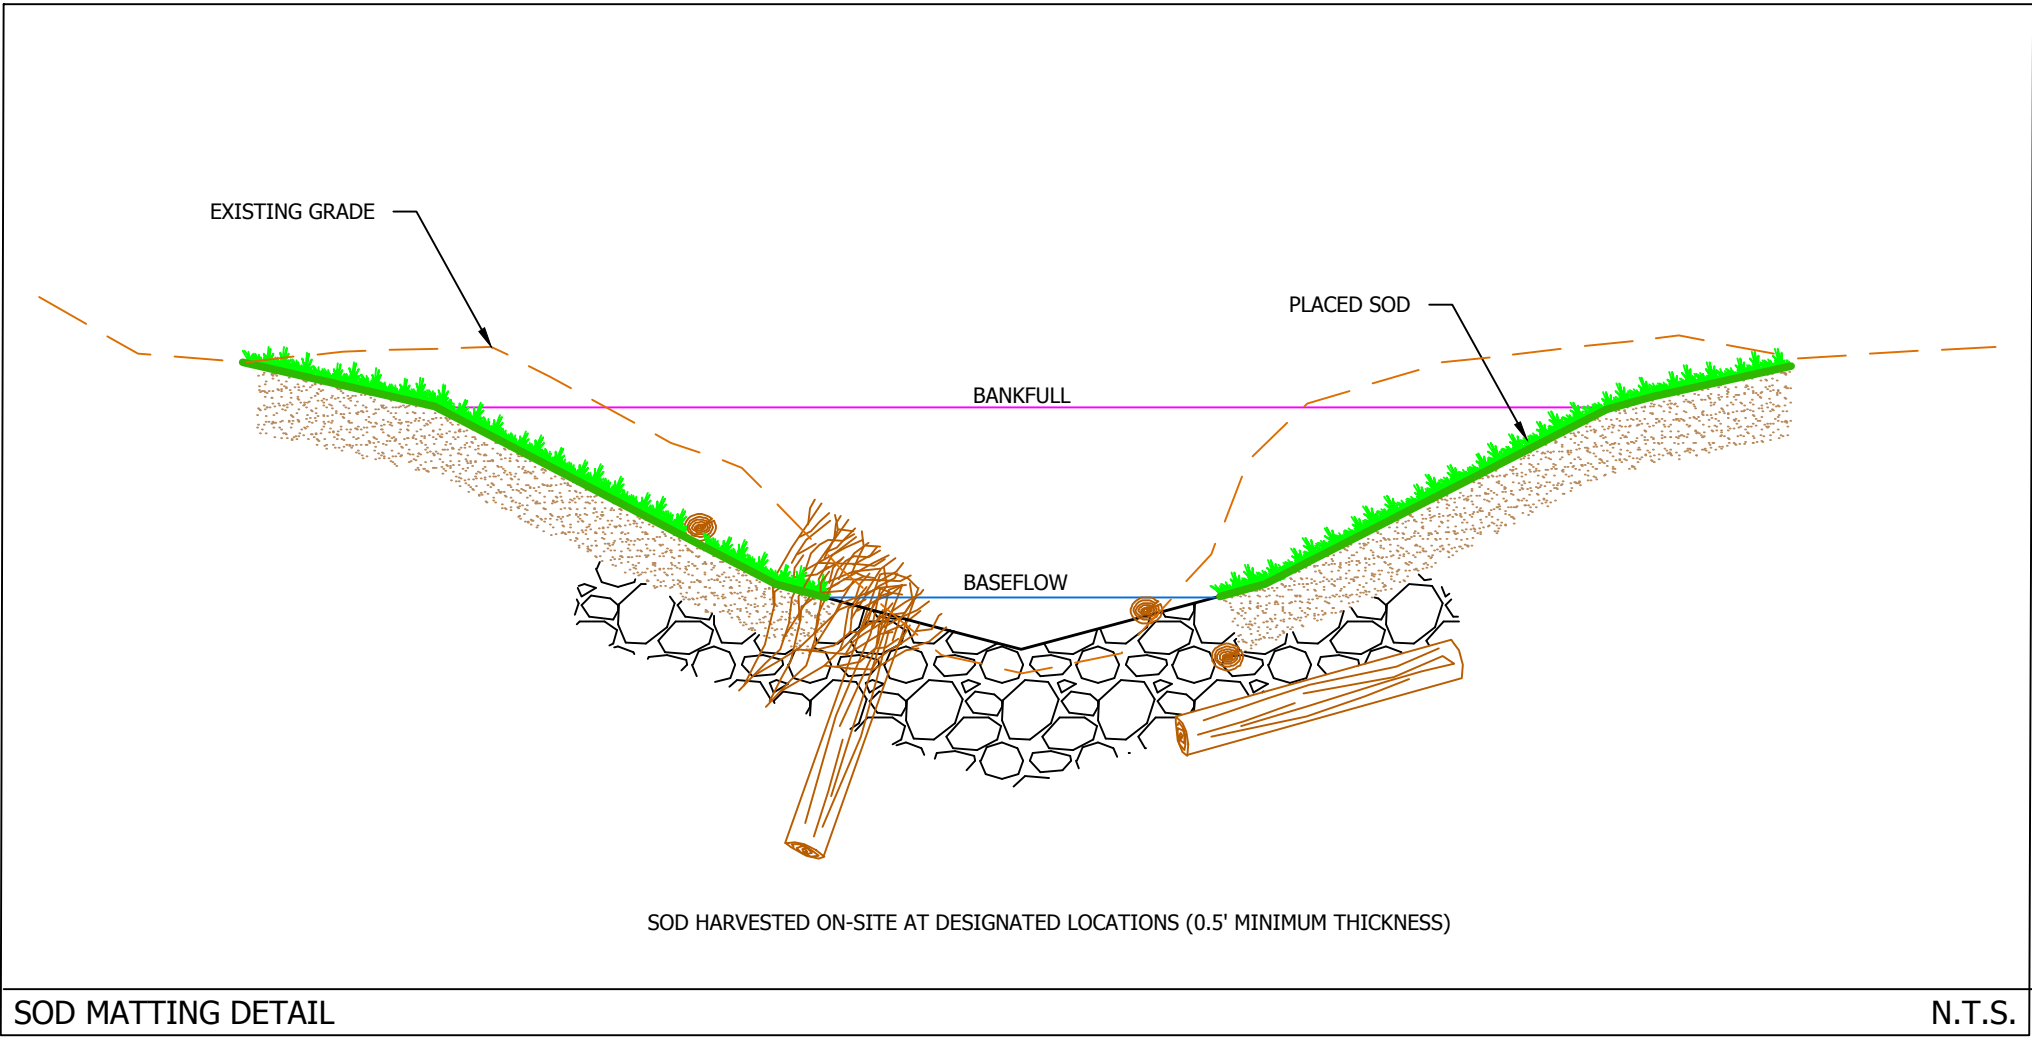 EXISTING GRADE
PLACED SOD
BANKFULL
BASEFLOW
SOD HARVESTED ON-SITE AT DESIGNATED LOCATIONS (0.5' MINIMUM THICKNESS)
SOD MATTING DETAIL
N.T.S.